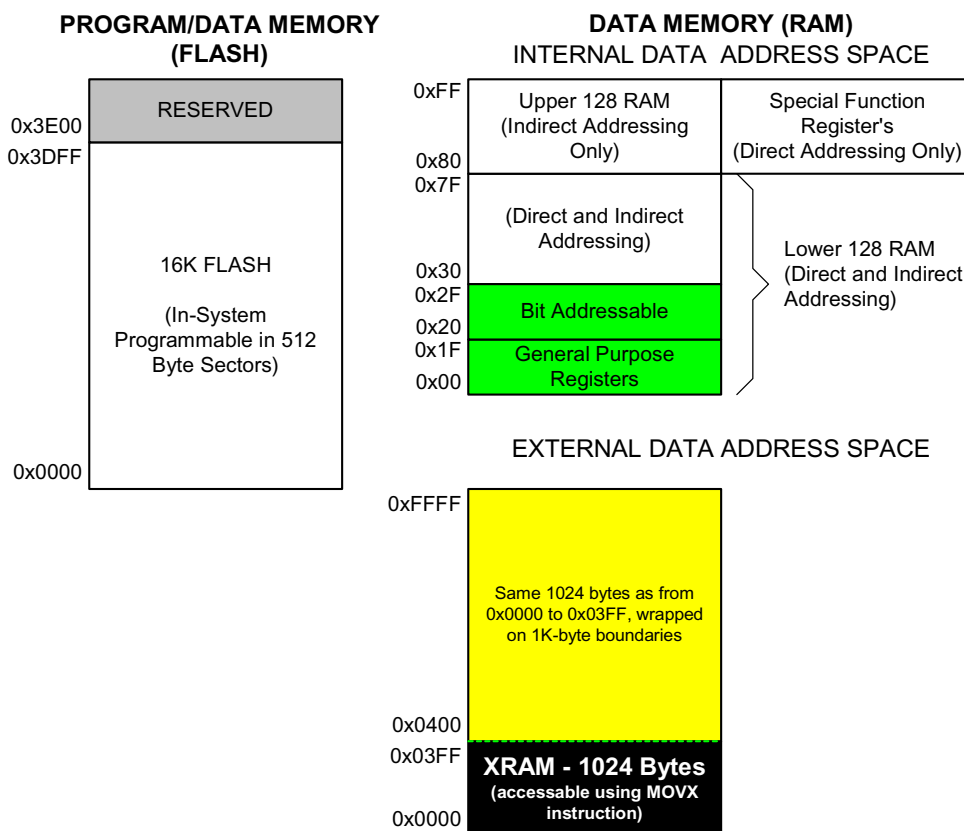 PROGRAM/DATA MEMORY
(FLASH)
RESERVED
0x3E00
0x3DFF
16K FLASH
(In-System
Programmable in 512
Byte Sectors)
0x0000
DATA MEMORY (RAM)
INTERNAL DATA ADDRESS SPACE
0xFF
Upper 128 RAM
(Indirect Addressing
Only)
0x80
Special Function
Register's
(Direct Addressing Only)
0x7F
(Direct and Indirect
Addressing)
0x30
0x2F
Bit Addressable
0x20
0x1F
General Purpose
Registers
0x00
Lower 128 RAM
(Direct and Indirect
Addressing)
EXTERNAL DATA ADDRESS SPACE
0xFFFF
Same 1024 bytes as from
0x0000 to 0x03FF, wrapped
on 1K-byte boundaries
0x0400
0x03FF
XRAM - 1024 Bytes
(accessable using MOVX
instruction)
0x0000